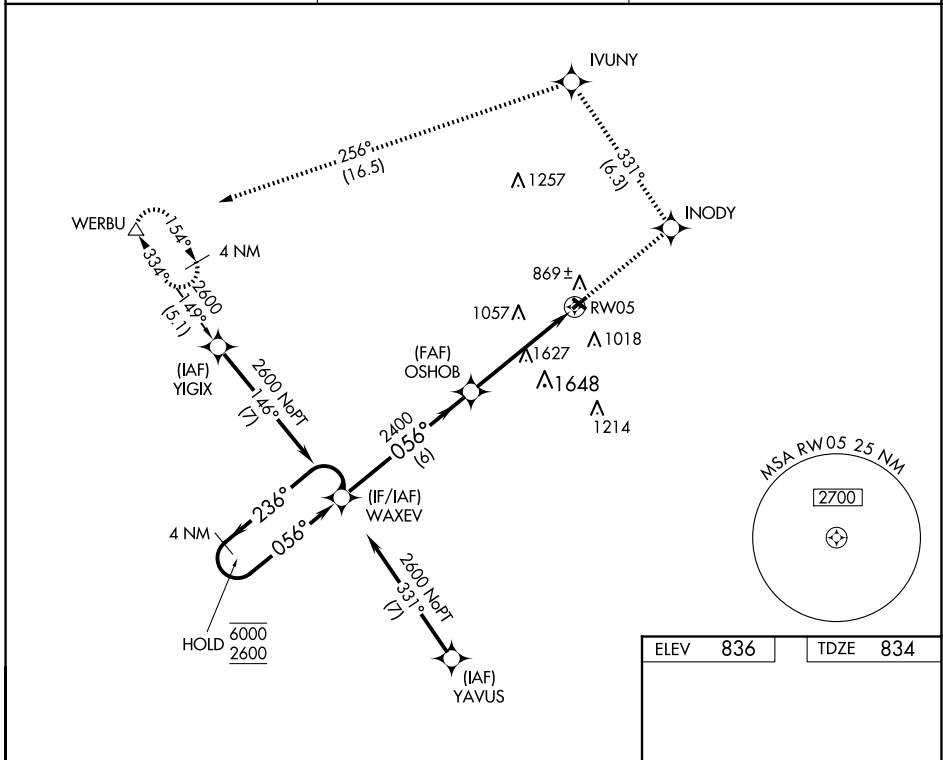 IVUNY
256°
(16.5)
331°
(6.3)
1257
WERBU
154°
4 NM
334°
2600
149°
(5.1)
INODY
869±
RW05
1057
1018
(IAF)
YIGIX
2600 NoPT
146°
(7)
(FAF)
OSHOB
1627
1648
1214
2400
056°
(6)
236°
056°
4 NM
(IF/IAF)
WAXEV
HOLD
6000
2600
2600 NoPT
331°
(7)
(IAF)
YAVUS
MSA RW05 25 NM
2700
ELEV 836
TDZE 834